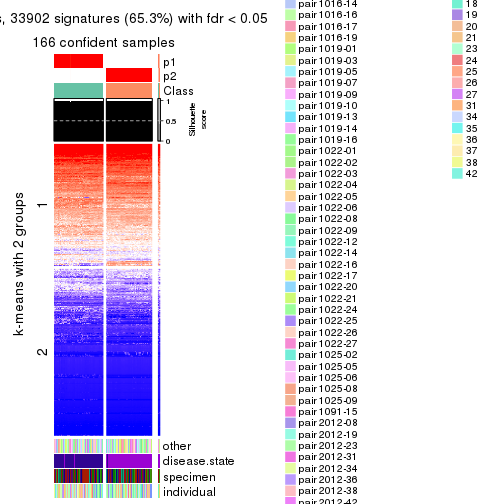 s, 33902 signatures (65.3%) with fdr < 0.05
166 confident samples
p1
p2
Class
1
0.5
0
Silhouette
score
k-means with 2 groups
1
2
other
disease.state
specimen
individual
pair1016-14
pair1016-16
pair1016-17
pair1016-19
pair1019-01
pair1019-03
pair1019-05
pair1019-07
pair1019-09
pair1019-10
pair1019-13
pair1019-14
pair1019-16
pair1022-01
pair1022-02
pair1022-03
pair1022-04
pair1022-05
pair1022-06
pair1022-08
pair1022-09
pair1022-12
pair1022-14
pair1022-16
pair1022-17
pair1022-20
pair1022-21
pair1022-24
pair1022-25
pair1022-26
pair1022-27
pair1025-02
pair1025-05
pair1025-06
pair1025-08
pair1025-09
pair1091-15
pair2012-08
pair2012-19
pair2012-23
pair2012-31
pair2012-34
pair2012-36
pair2012-38
pair2012-42
18
19
20
21
23
24
25
26
27
31
34
35
36
37
38
42